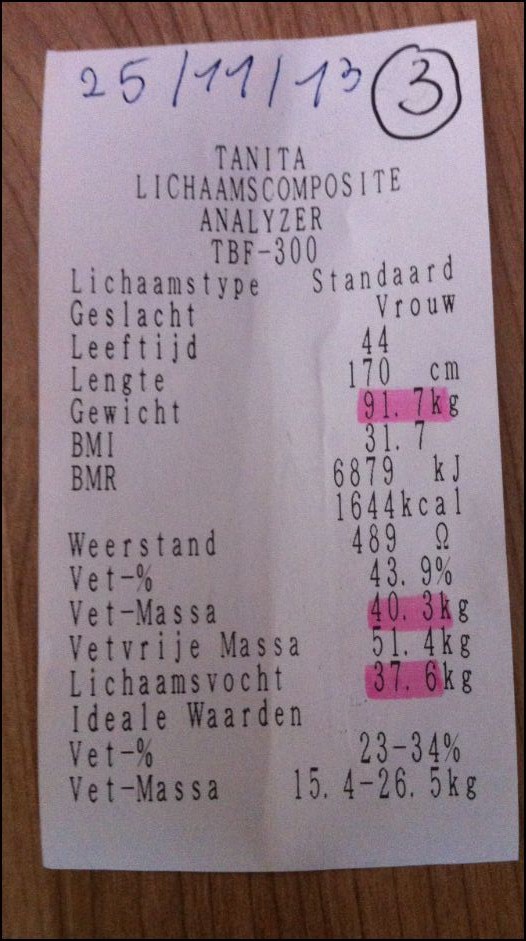 25/11/13 3
TANITA
LICHAAMSCOMPOSITE
ANALYZER
TBF-300
Lichaamstype Standaard
Geslacht Vrouw
Leeftijd 44
Lengte 170 cm
Gewicht 91.7kg
BMI 31.7
BMR 6879 kJ
1644kcal
Weerstand 489 Ω
Vet-% 43.9%
Vet-Massa 40.3kg
Vetvrije Massa 51.4kg
Lichaamsvocht 37.6kg
Ideale Waarden
Vet-% 23-34%
Vet-Massa 15.4-26.5kg